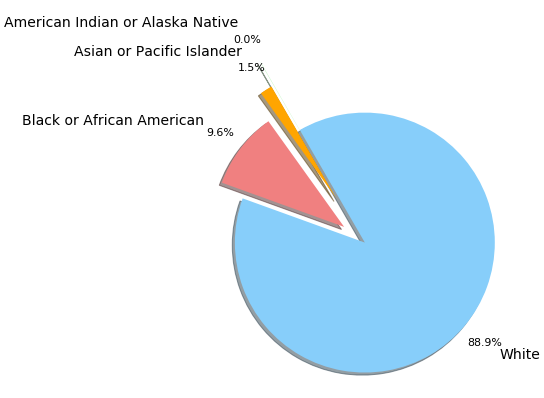 American Indian or Alaska Native
0.0%
Asian or Pacific Islander
1.5%
Black or African American
9.6%
88.9%
White